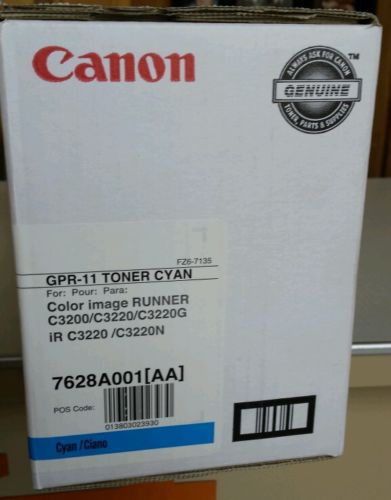 Canon
™
ALWAYS ASK FOR CANON
GENUINE
TONER, PARTS & SUPPLIES
FZ6-7135
GPR-11 TONER CYAN
For: Pour: Para:
Color image RUNNER
C3200/C3220/C3220G
iR C3220 /C3220N
7628A001[AA]
POS Code:
013803023930
Cyan /Ciano